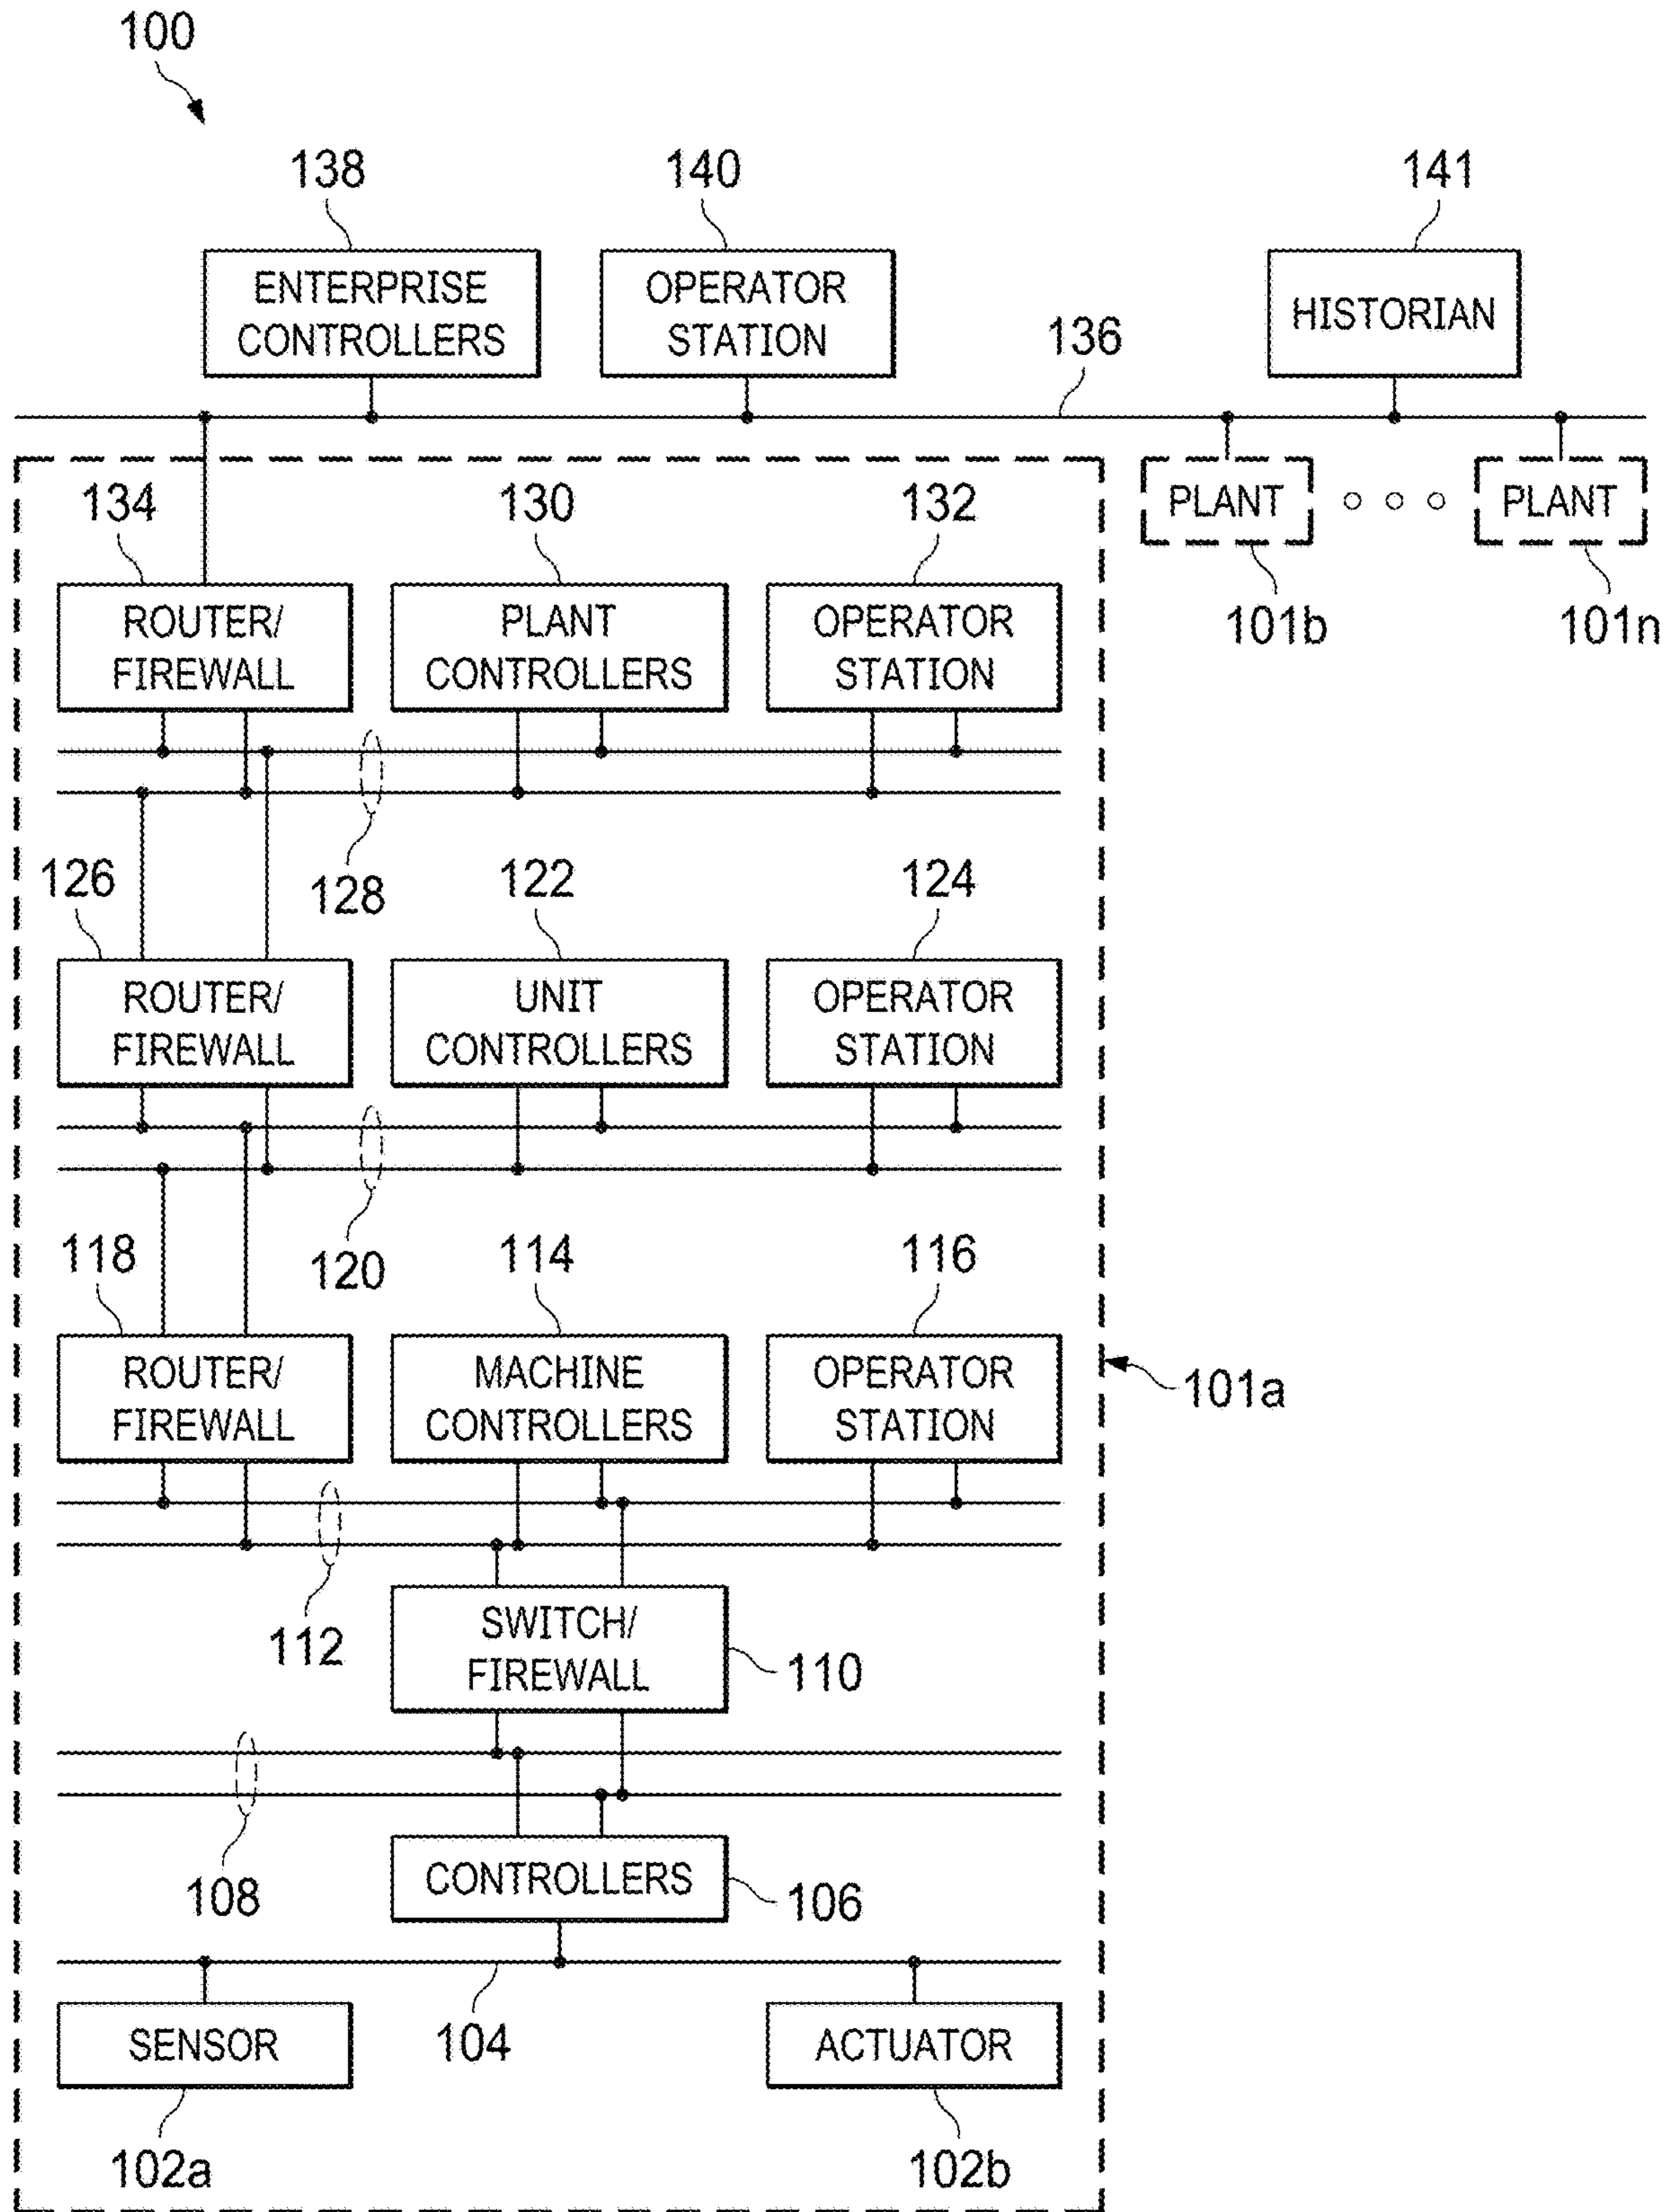 100
138
140
141
ENTERPRISE
CONTROLLERS
OPERATOR
STATION
HISTORIAN
136
134
130
132
PLANT
PLANT
101b
101n
ROUTER/
FIREWALL
PLANT
CONTROLLERS
OPERATOR
STATION
128
126
122
124
ROUTER/
FIREWALL
UNIT
CONTROLLERS
OPERATOR
STATION
120
118
114
116
ROUTER/
FIREWALL
MACHINE
CONTROLLERS
OPERATOR
STATION
101a
112
SWITCH/
FIREWALL
110
108
CONTROLLERS
106
104
SENSOR
ACTUATOR
102a
102b